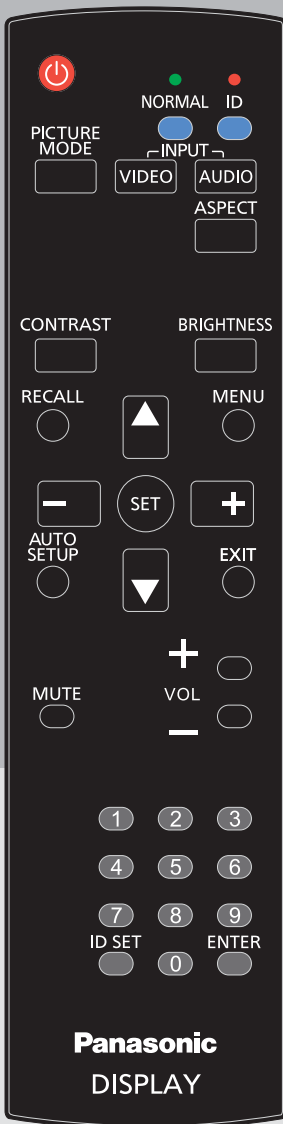 NORMAL ID
PICTURE
MODE
INPUT
VIDEO AUDIO
ASPECT
CONTRAST BRIGHTNESS
RECALL MENU
SET
AUTO
SETUP
EXIT
+
MUTE VOL
1 2 3
4 5 6
7 8 9
ID SET 0 ENTER
Panasonic
DISPLAY